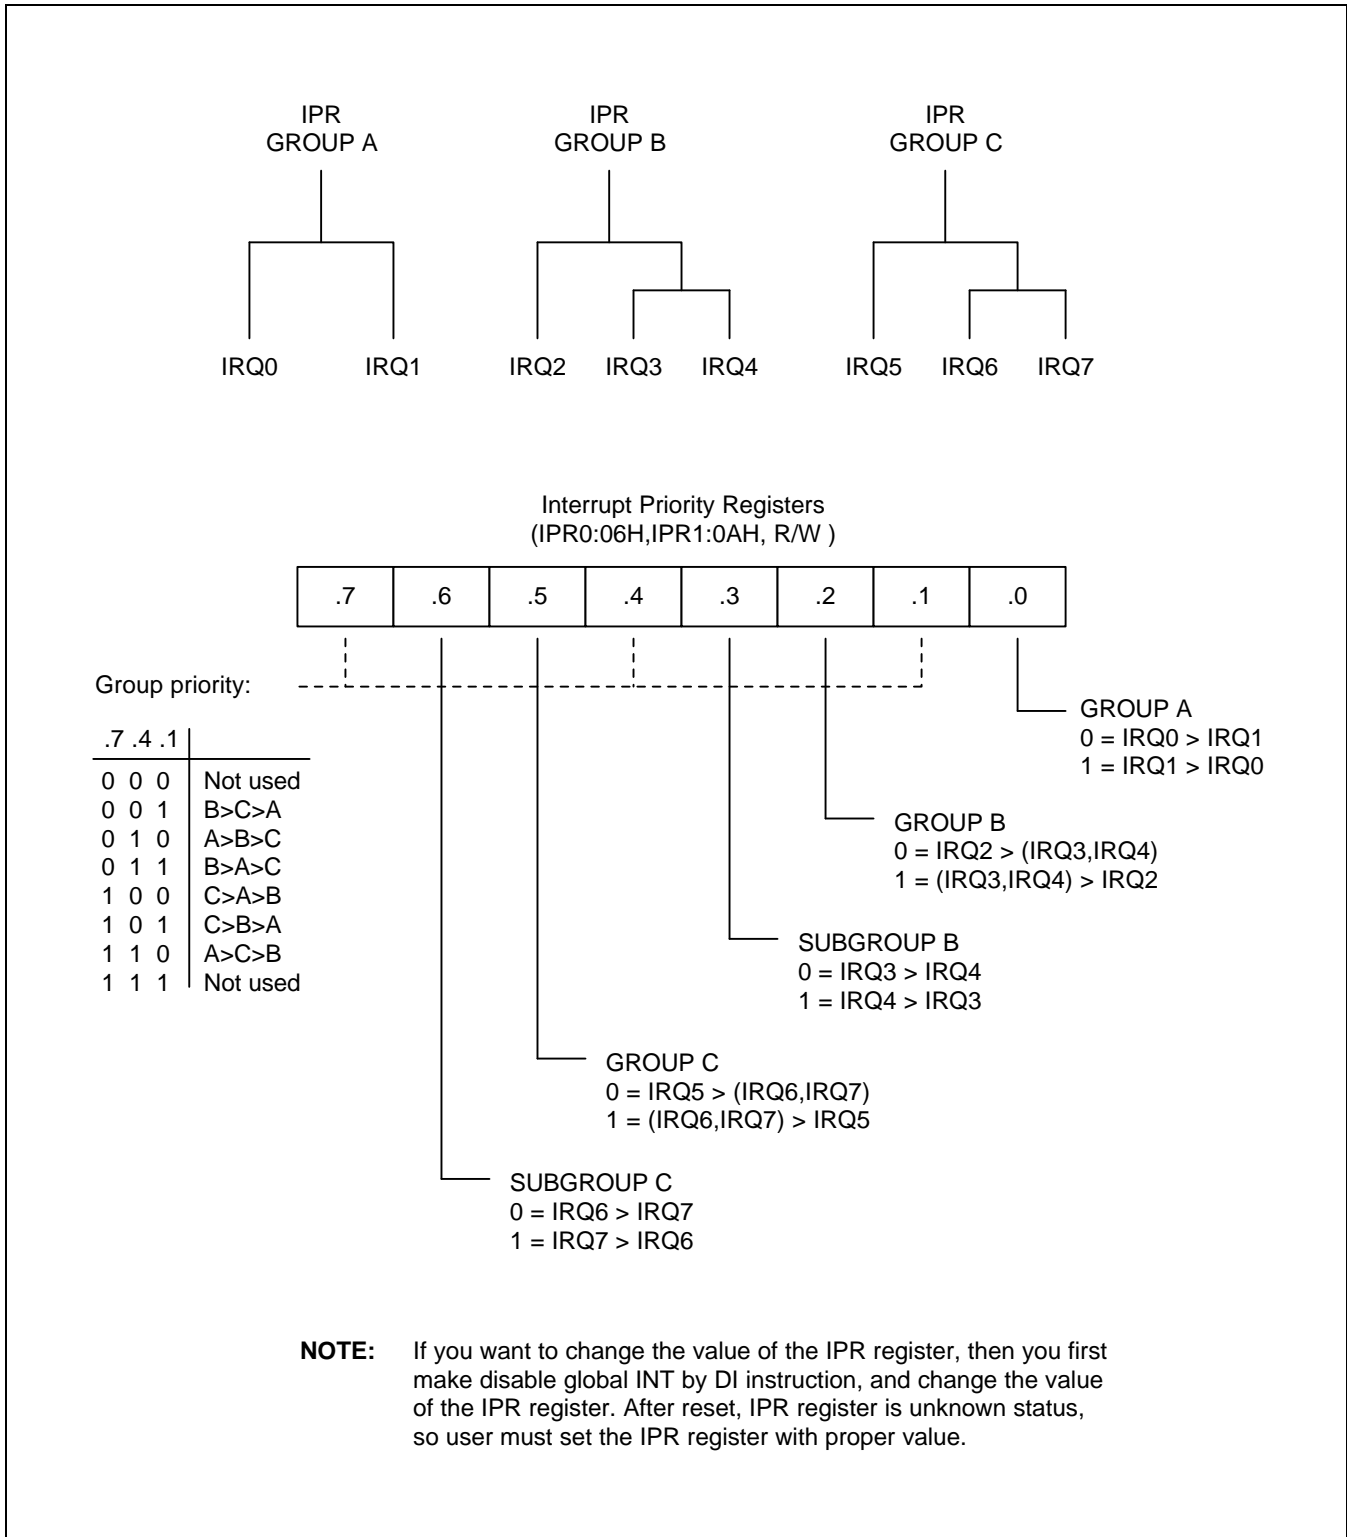 IPR
GROUP A
IPR
GROUP B
IPR
GROUP C
IRQ0
IRQ1
IRQ2
IRQ3
IRQ4
IRQ5
IRQ6
IRQ7
Interrupt Priority Registers
(IPR0:06H,IPR1:0AH, R/W )
.7 .6 .5 .4 .3 .2 .1 .0
Group priority:
.7 .4 .1
0 0 0 Not used
0 0 1 B>C>A
0 1 0 A>B>C
0 1 1 B>A>C
1 0 0 C>A>B
1 0 1 C>B>A
1 1 0 A>C>B
1 1 1 Not used
GROUP A
0 = IRQ0 > IRQ1
1 = IRQ1 > IRQ0
GROUP B
0 = IRQ2 > (IRQ3,IRQ4)
1 = (IRQ3,IRQ4) > IRQ2
SUBGROUP B
0 = IRQ3 > IRQ4
1 = IRQ4 > IRQ3
GROUP C
0 = IRQ5 > (IRQ6,IRQ7)
1 = (IRQ6,IRQ7) > IRQ5
SUBGROUP C
0 = IRQ6 > IRQ7
1 = IRQ7 > IRQ6
NOTE: If you want to change the value of the IPR register, then you first
make disable global INT by DI instruction, and change the value
of the IPR register. After reset, IPR register is unknown status,
so user must set the IPR register with proper value.